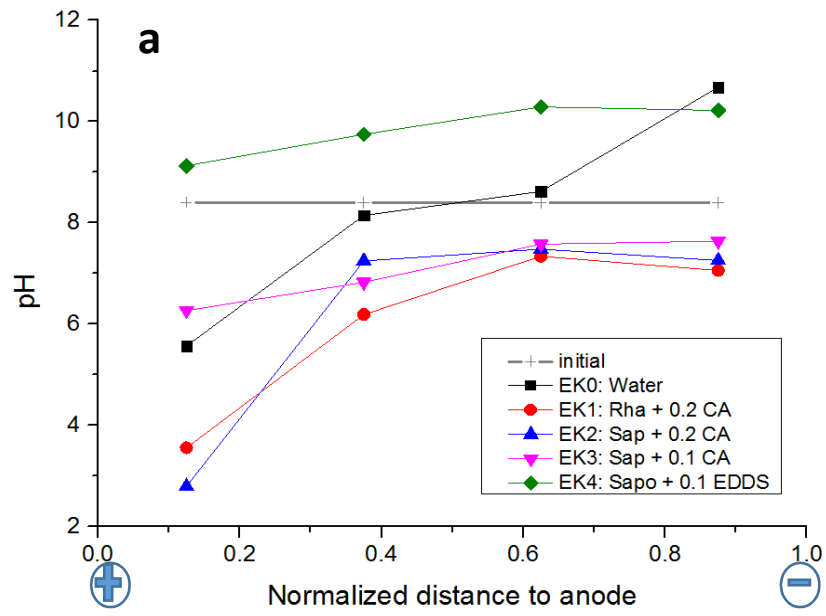 a
12
10
8
6
4
2
pH
initial
EK0: Water
EK1: Rha + 0.2 CA
EK2: Sap + 0.2 CA
EK3: Sap + 0.1 CA
EK4: Sapo + 0.1 EDDS
0.0 0.2 0.4 0.6 0.8 1.0
+ −
Normalized distance to anode